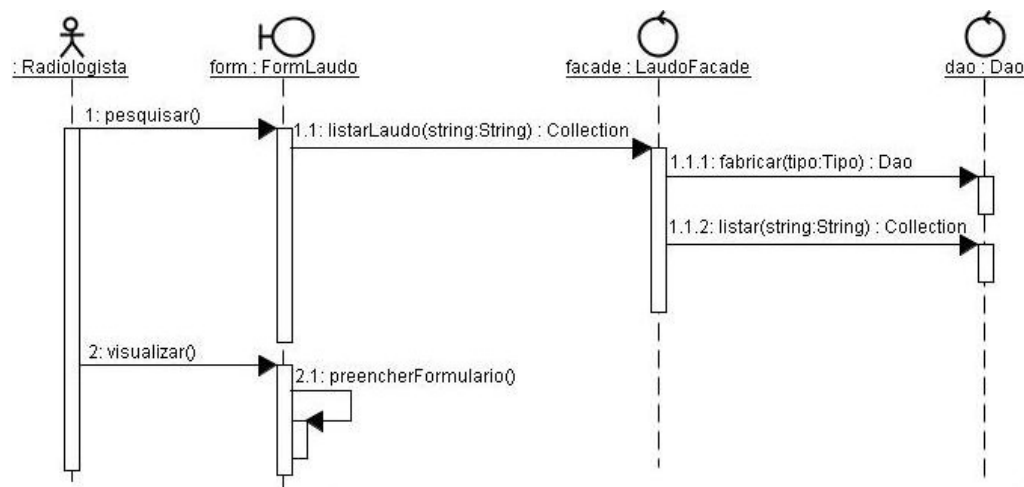 : Radiologista
form : FormLaudo
facade : LaudoFacade
dao : Dao
1: pesquisar()
1.1: listarLaudo(string:String) : Collection
1.1.1: fabricar(tipo:Tipo) : Dao
1.1.2: listar(string:String) : Collection
2: visualizar()
2.1: preencherFormulario()